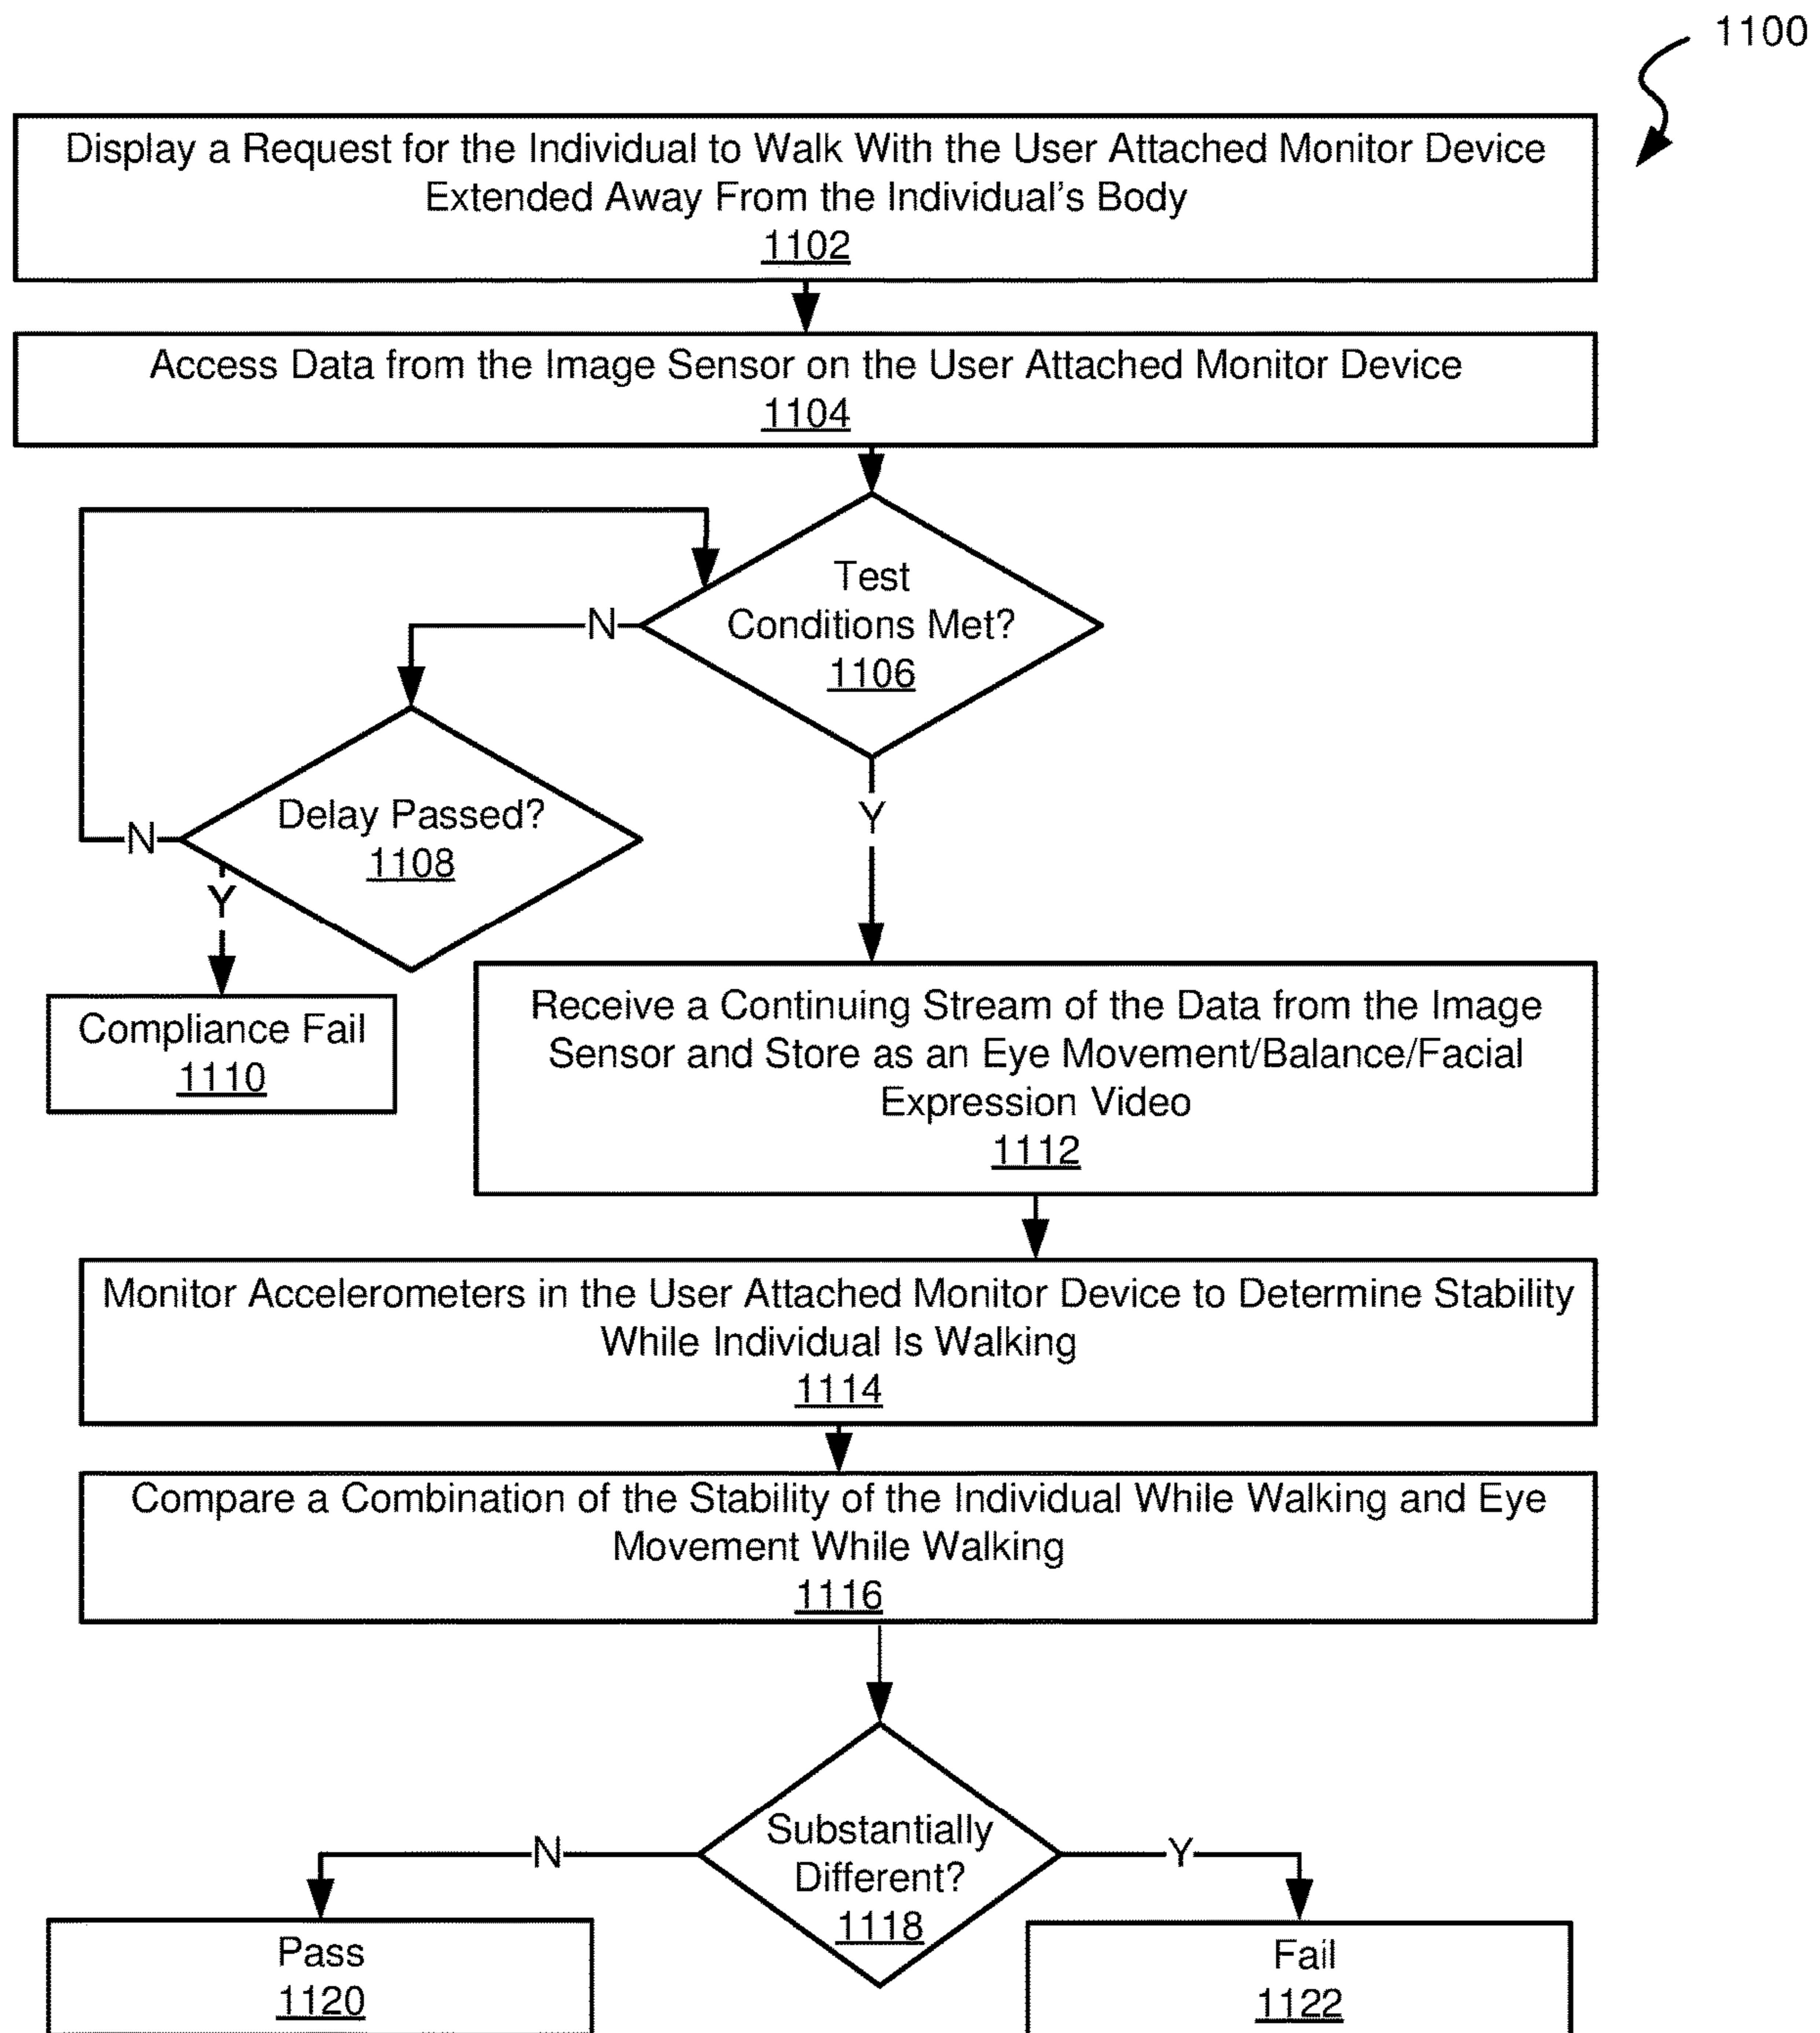 1100
Display a Request for the Individual to Walk With the User Attached Monitor Device
Extended Away From the Individual's Body
1102
Access Data from the Image Sensor on the User Attached Monitor Device
1104
Test
Conditions Met?
1106
N
Delay Passed?
1108
N
Y
Y
Compliance Fail
1110
Receive a Continuing Stream of the Data from the Image
Sensor and Store as an Eye Movement/Balance/Facial
Expression Video
1112
Monitor Accelerometers in the User Attached Monitor Device to Determine Stability
While Individual Is Walking
1114
Compare a Combination of the Stability of the Individual While Walking and Eye
Movement While Walking
1116
Substantially
Different?
1118
N
Y
Pass
1120
Fail
1122